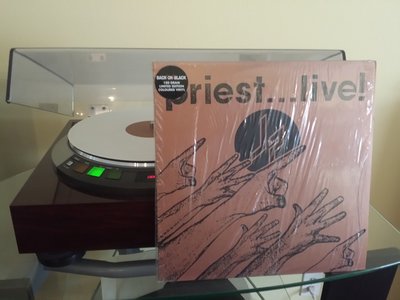 BACK ON BLACK
180 GRAM
LIMITED EDITION
COLOURED VINYL
priest...live!